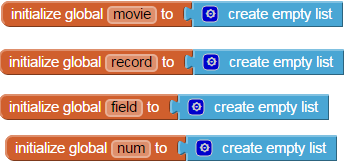 initialize global movie to create empty list
initialize global record to create empty list
initialize global field to create empty list
initialize global num to create empty list